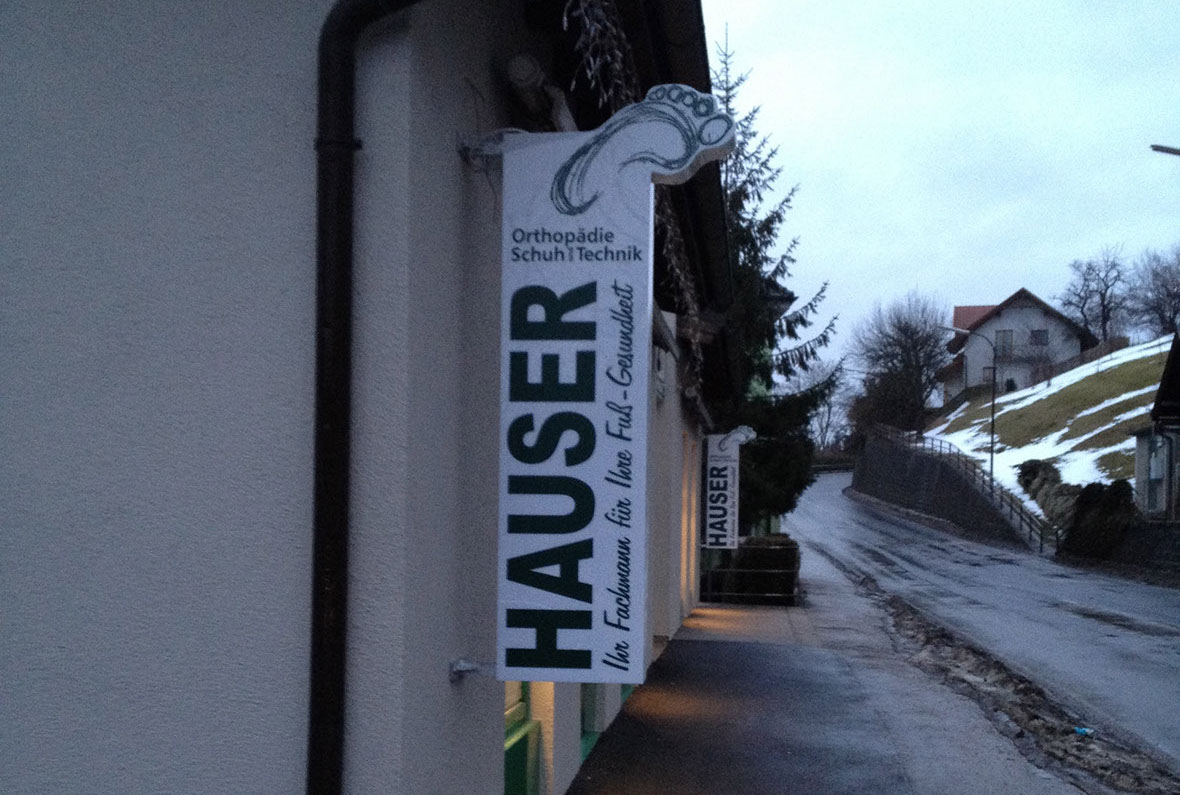 Orthopädie
Schuh Technik
HAUSER
Ihr Fachmann für Ihre Fuß-Gesundheit
HAUSER